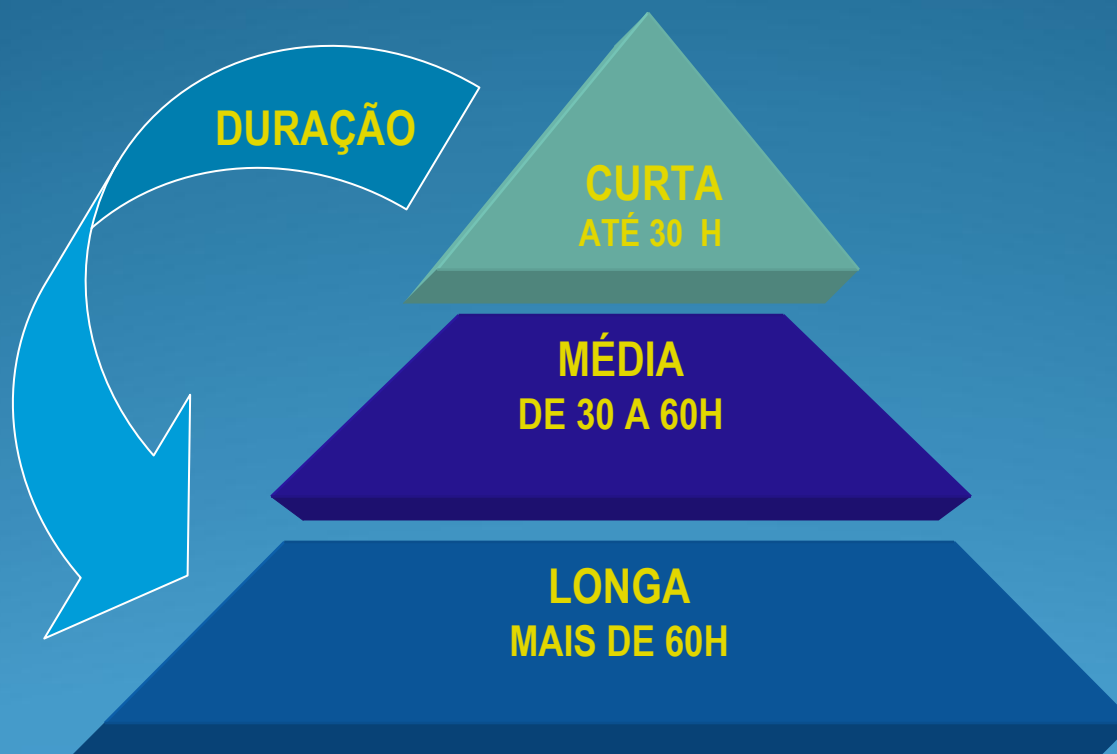 DURAÇÃO
CURTA
ATÉ 30 H
MÉDIA
DE 30 A 60H
LONGA
MAIS DE 60H